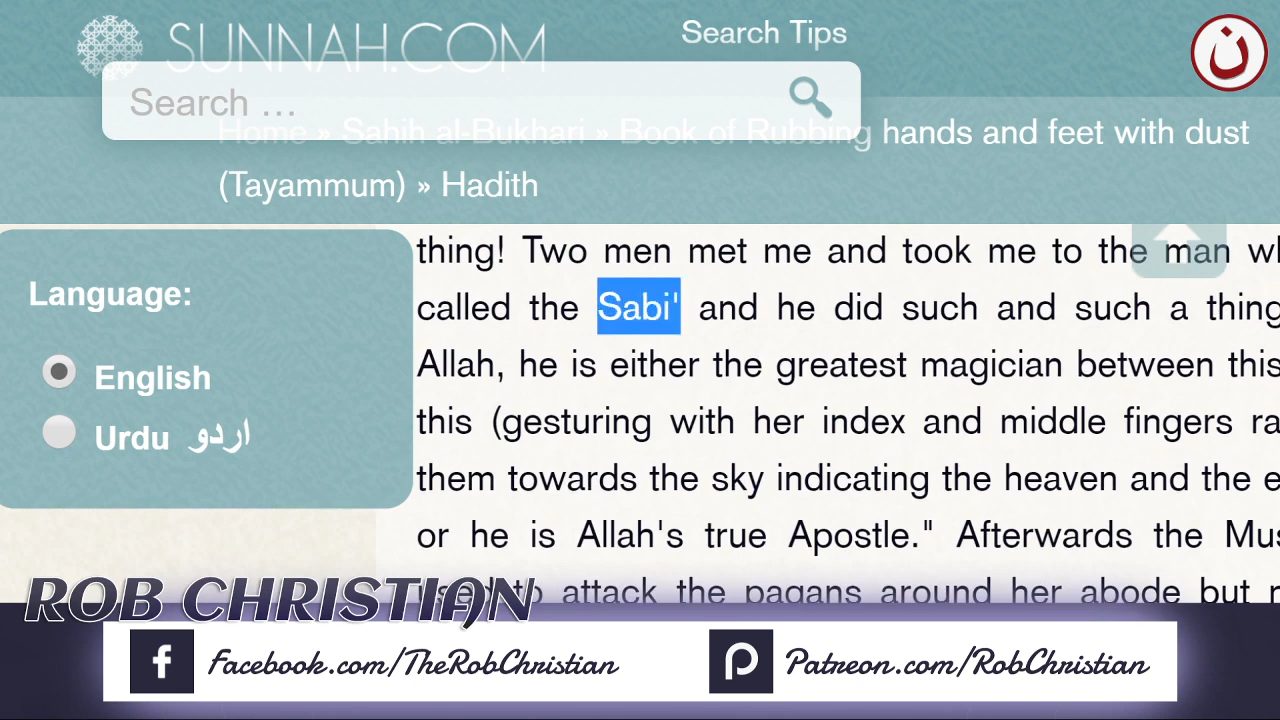 SUNNAH.COM
Search Tips
ن
Search ...
Home » Sahih al-Bukhari » Book of Rubbing hands and feet with dust
(Tayammum) » Hadith
Language:
English
Urdu اردو
thing! Two men met me and took me to the man
called the Sabi' and he did such and such a thing
Allah, he is either the greatest magician between this
this (gesturing with her index and middle fingers
them towards the sky indicating the heaven and the
or he is Allah's true Apostle." Afterwards the
used to attack the pagans around her abode but
ROB CHRISTIAN
f Facebook.com/TheRobChristian
Patreon.com/RobChristian